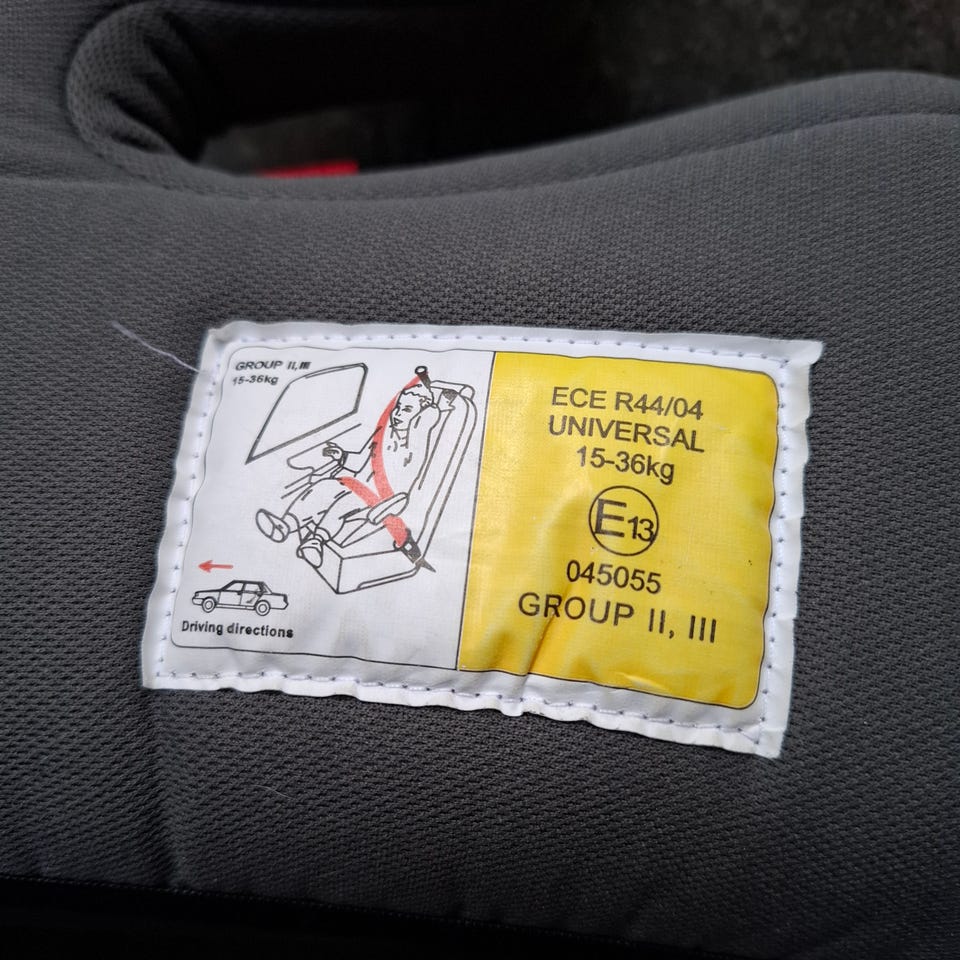 GROUP II, III
15-36kg
Driving directions
ECE R44/04
UNIVERSAL
15-36kg
E13
045055
GROUP II, III